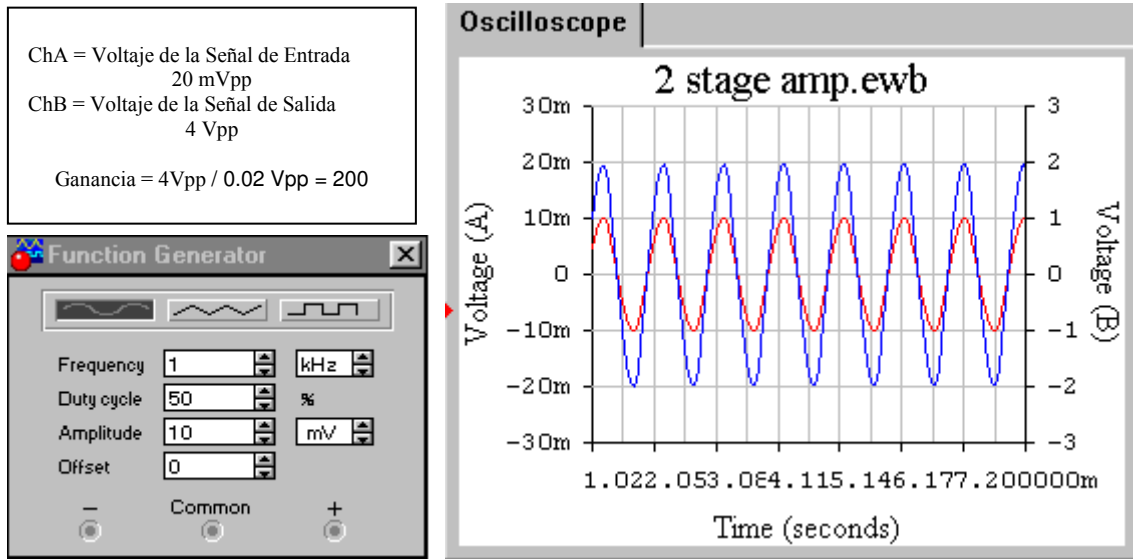 ChA = Voltaje de la Señal de Entrada
20 mVpp
ChB = Voltaje de la Señal de Salida
4 Vpp
Ganancia = 4Vpp / 0.02 Vpp = 200
Function Generator
Frequency 1 kHz
Duty cycle 50 %
Amplitude 10 mV
Offset 0
− Common +
Oscilloscope
2 stage amp.ewb
30m 3
20m 2
10m 1
0 0
−10m −1
−20m −2
−30m −3
Voltage (A)
Voltage (B)
1.022.053.084.115.146.177.200000m
Time (seconds)